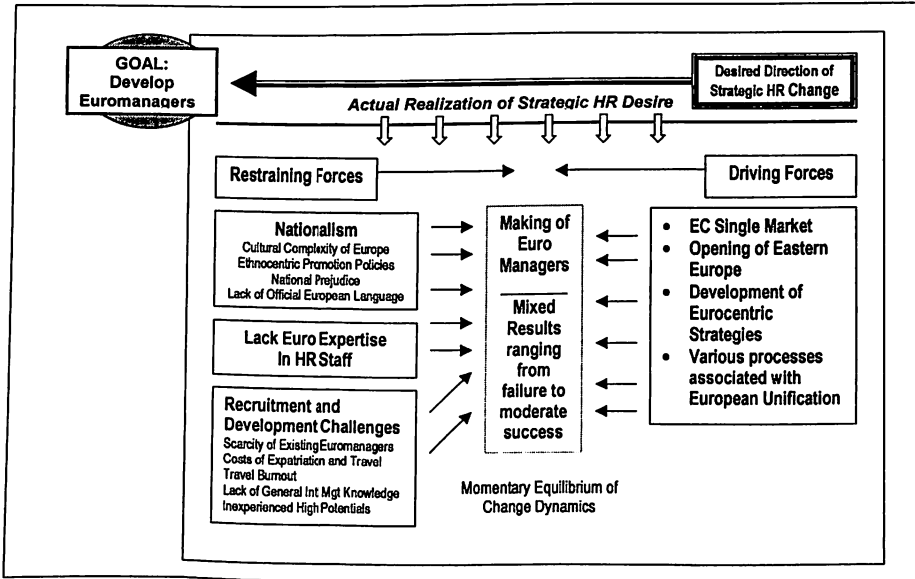 GOAL:
Develop
Euromanagers
Desired Direction of
Strategic HR Change
Actual Realization of Strategic HR Desire
Restraining Forces
Driving Forces
Nationalism
Cultural Complexity of Europe
Ethnocentric Promotion Policies
National Prejudice
Lack of Official European Language
Lack Euro Expertise
In HR Staff
Recruitment and
Development Challenges
Scarcity of Existing Euromanagers
Costs of Expatriation and Travel
Travel Burnout
Lack of General Int Mgt Knowledge
Inexperienced High Potentials
Making of
Euro
Managers
Mixed
Results
ranging
from
failure to
moderate
success
Momentary Equilibrium of
Change Dynamics
• EC Single Market
• Opening of Eastern
Europe
• Development of
Eurocentric
Strategies
• Various processes
associated with
European Unification